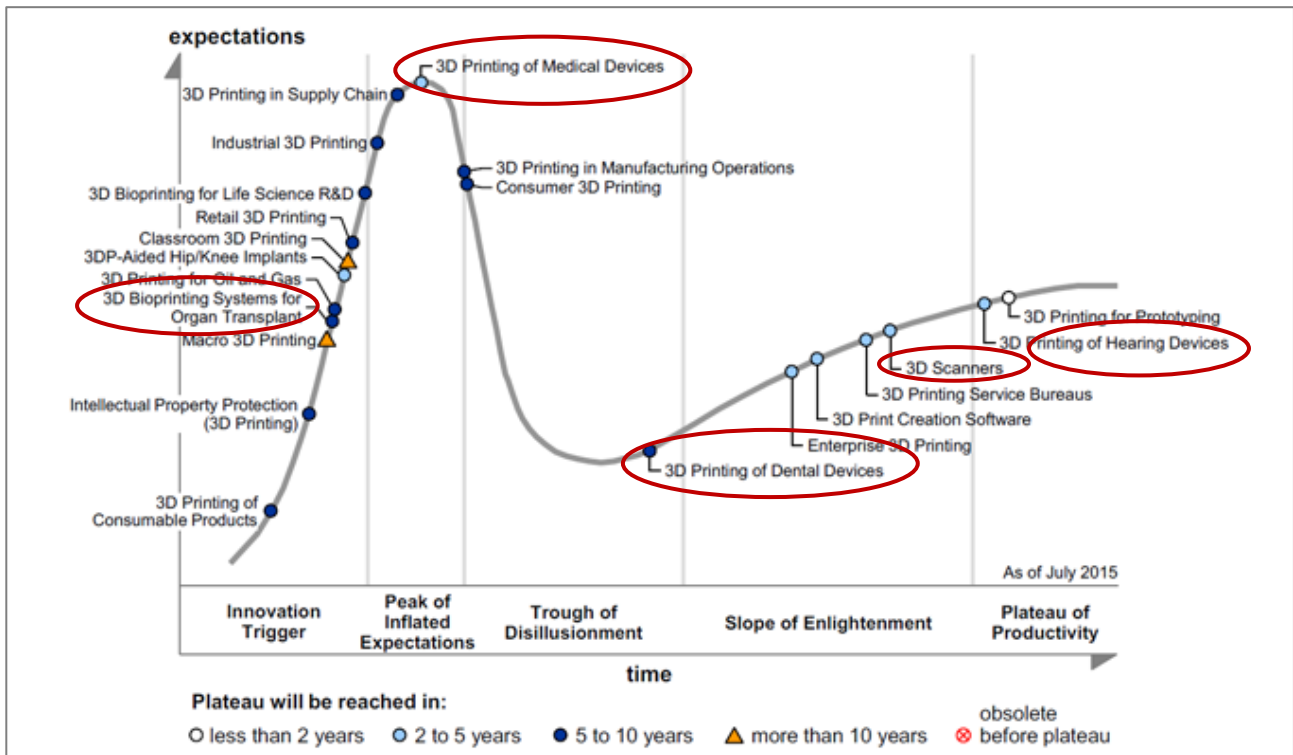 expectations
3D Printing of Medical Devices
3D Printing in Supply Chain
Industrial 3D Printing
3D Printing in Manufacturing Operations
Consumer 3D Printing
3D Bioprinting for Life Science R&D
Retail 3D Printing
Classroom 3D Printing
3DP-Aided Hip/Knee Implants
3D Printing for Oil and Gas
3D Bioprinting Systems for
Organ Transplant
Macro 3D Printing
Intellectual Property Protection
(3D Printing)
3D Printing of
Consumable Products
3D Printing for Prototyping
3D Printing of Hearing Devices
3D Scanners
3D Printing Service Bureaus
3D Print Creation Software
Enterprise 3D Printing
3D Printing of Dental Devices
As of July 2015
Innovation
Trigger
Peak of
Inflated
Expectations
Trough of
Disillusionment
Slope of Enlightenment
Plateau of
Productivity
time
Plateau will be reached in:
less than 2 years
2 to 5 years
5 to 10 years
more than 10 years
obsolete
before plateau